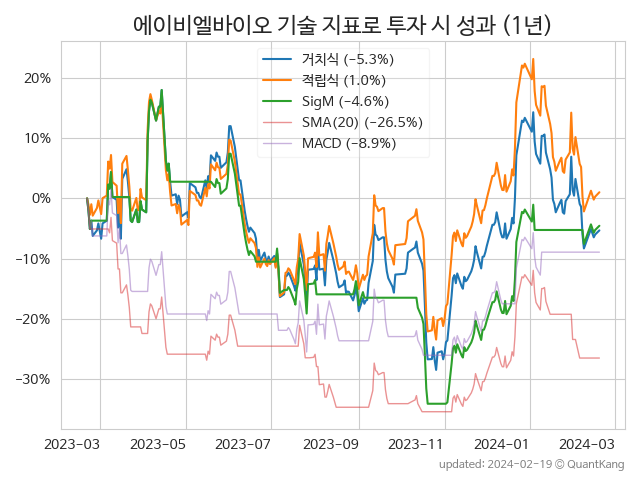 에이비엘바이오 기술 지표로 투자 시 성과 (1년)
거치식 (−5.3%)
적립식 (1.0%)
SigM (−4.6%)
SMA(20) (−26.5%)
MACD (−8.9%)
20%
10%
0%
−10%
−20%
−30%
2023-03 2023-05 2023-07 2023-09 2023-11 2024-01 2024-03
updated: 2024-02-19 ⓒ QuantKang